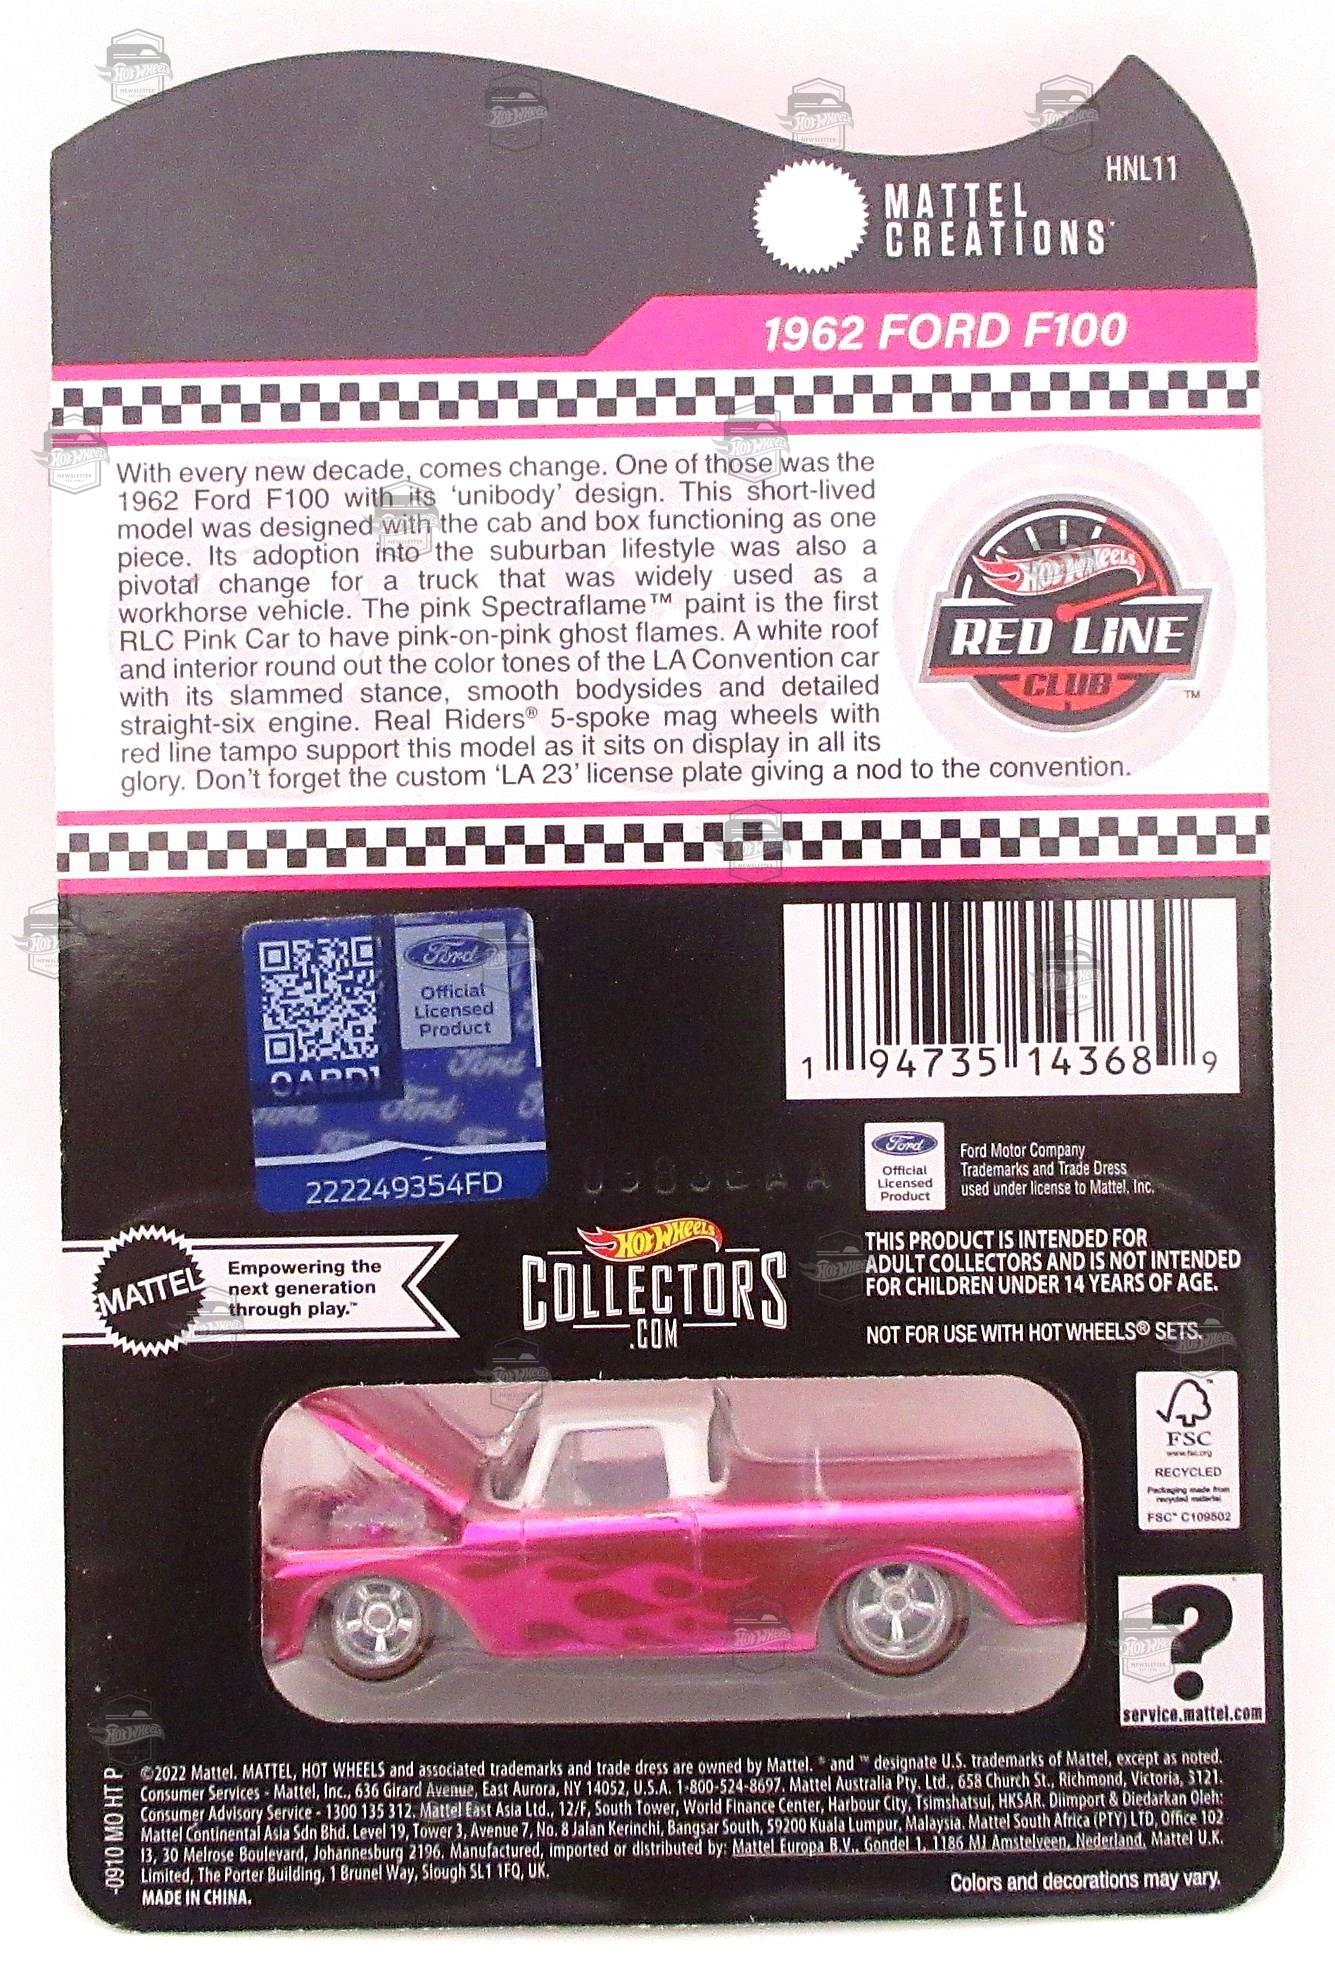 HNL11
MATTEL
CREATIONS
1962 FORD F100
With every new decade, comes change. One of those was the
1962 Ford F100 with its ‘unibody’ design. This short-lived
model was designed with the cab and box functioning as one
piece. Its adoption into the suburban lifestyle was also a
pivotal change for a truck that was widely used as a
workhorse vehicle. The pink Spectraflame™ paint is the first
RLC Pink Car to have pink-on-pink ghost flames. A white roof
and interior round out the color tones of the LA Convention car
with its slammed stance, smooth bodysides and detailed
straight-six engine. Real Riders® 5-spoke mag wheels with
red line tampo support this model as it sits on display in all its
glory. Don’t forget the custom ‘LA 23’ license plate giving a nod to the convention.
HOT WHEELS
RED LINE
CLUB
™
Ford
Official
Licensed
Product
Ford
Ford
222249354FD
1 94735 14368 9
Ford
Official
Licensed
Product
Ford Motor Company
Trademarks and Trade Dress
used under license to Mattel, Inc.
MATTEL
Empowering the
next generation
through play.™
HOT WHEELS
COLLECTORS
.COM
THIS PRODUCT IS INTENDED FOR
ADULT COLLECTORS AND IS NOT INTENDED
FOR CHILDREN UNDER 14 YEARS OF AGE.
NOT FOR USE WITH HOT WHEELS® SETS.
FSC
www.fsc.org
RECYCLED
Packaging made from
recycled material
FSC™ C109502
?
service.mattel.com
-0910 MO HT P
©2022 Mattel. MATTEL, HOT WHEELS and associated trademarks and trade dress are owned by Mattel. ® and ™ designate U.S. trademarks of Mattel, except as noted.
Consumer Services - Mattel, Inc., 636 Girard Avenue, East Aurora, NY 14052, U.S.A. 1-800-524-8697. Mattel Australia Pty. Ltd., 658 Church St., Richmond, Victoria, 3121.
Consumer Advisory Service - 1300 135 312. Mattel East Asia Ltd., 12/F, South Tower, World Finance Center, Harbour City, Tsimshatsui, HKSAR. Diimport & Diedarkan Oleh:
Mattel Continental Asia Sdn Bhd. Level 19, Tower 3, Avenue 7, No. 8 Jalan Kerinchi, Bangsar South, 59200 Kuala Lumpur, Malaysia. Mattel South Africa (PTY) LTD, Office 102
I3, 30 Melrose Boulevard, Johannesburg 2196. Manufactured, imported or distributed by: Mattel Europa B.V., Gondel 1, 1186 MJ Amstelveen, Nederland. Mattel U.K.
Limited, The Porter Building, 1 Brunel Way, Slough SL1 1FQ, UK.
MADE IN CHINA.
Colors and decorations may vary.